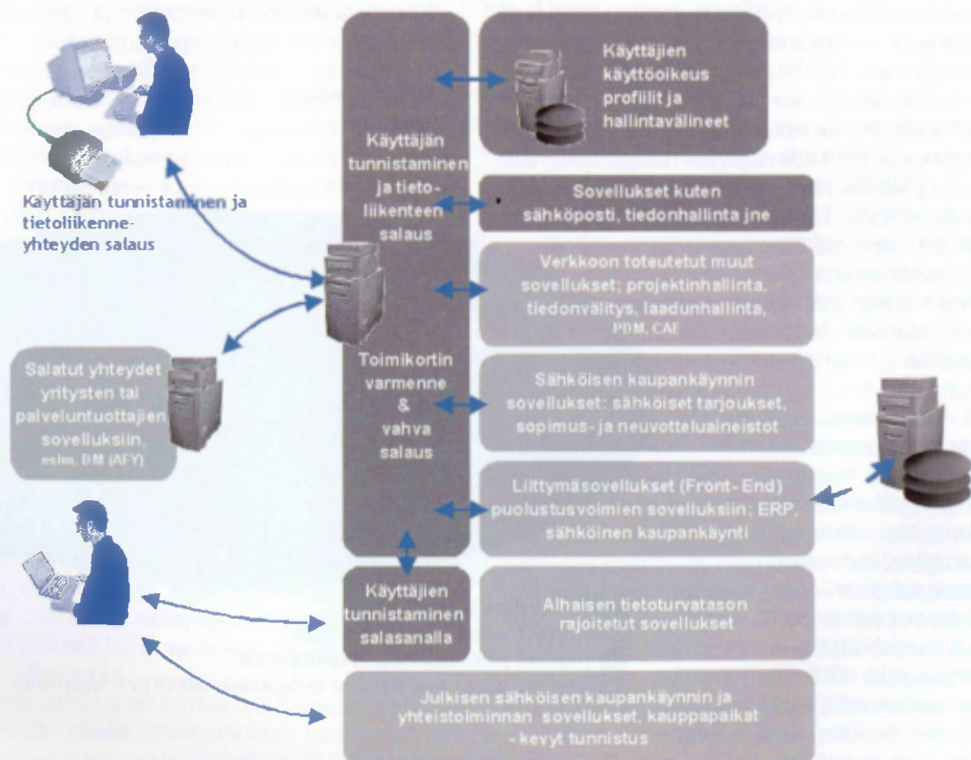 Käyttäjän tunnistaminen ja
tietoliikenne-
yhteyden salaus
Salatut yhteydet
yritysten tai
palveluntuottajien
sovelluksiin,
esim. DM (AFY)
Käyttäjän
tunnistaminen
ja tieto-
liikenteen
salaus
Toimikortin
varmenne
&
vahva
salaus
Käyttäjien
tunnistaminen
salasanalla
Käyttäjien
käyttöoikeus
profiilit ja
hallintavälineet
Sovellukset kuten
sähköposti, tiedonhallinta jne
Verkkoon toteutetut muut
sovellukset; projektinhallinta,
tiedonvälitys, laadunhallinta,
PDM, CAE
Sähköisen kaupankäynnin
sovellukset: sähköiset tarjoukset,
sopimus- ja neuvotteluaineistot
Liittymäsovellukset (Front- End)
puolustusvoimien sovelluksiin; ERP,
sähköinen kaupankäynti
Alhaisen tietoturvatason
rajoitetut sovellukset
Julkisen sähköisen kaupankäynnin ja
yhteistoiminnan sovellukset, kauppapaikat
- kevyt tunnistus